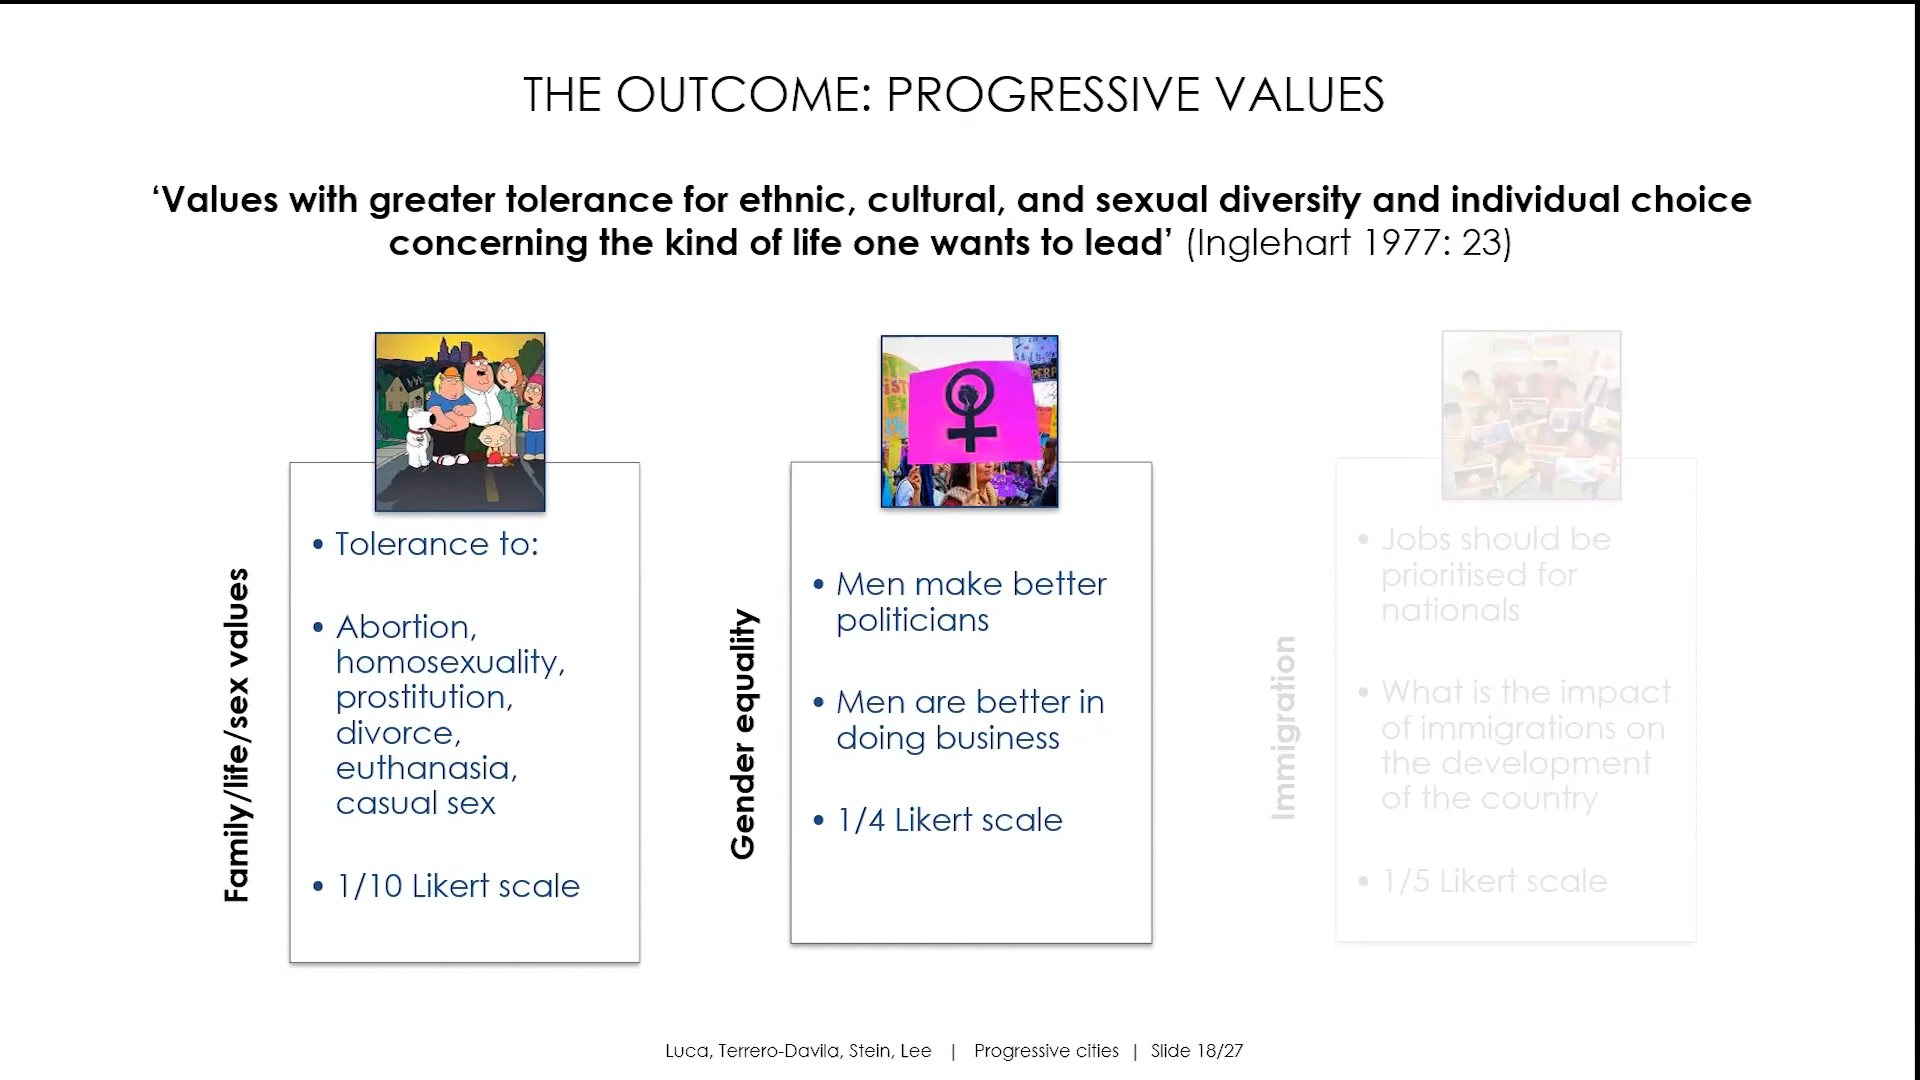 THE OUTCOME: PROGRESSIVE VALUES
‘Values with greater tolerance for ethnic, cultural, and sexual diversity and individual choice
concerning the kind of life one wants to lead’ (Inglehart 1977: 23)
Family/life/sex values
• Tolerance to:
• Abortion,
homosexuality,
prostitution,
divorce,
euthanasia,
casual sex
• 1/10 Likert scale
Gender equality
• Men make better
politicians
• Men are better in
doing business
• 1/4 Likert scale
Immigration
• Jobs should be
prioritised for
nationals
• What is the impact
of immigrations on
the development
of the country
• 1/5 Likert scale
Luca, Terrero-Davila, Stein, Lee | Progressive cities | Slide 18/27